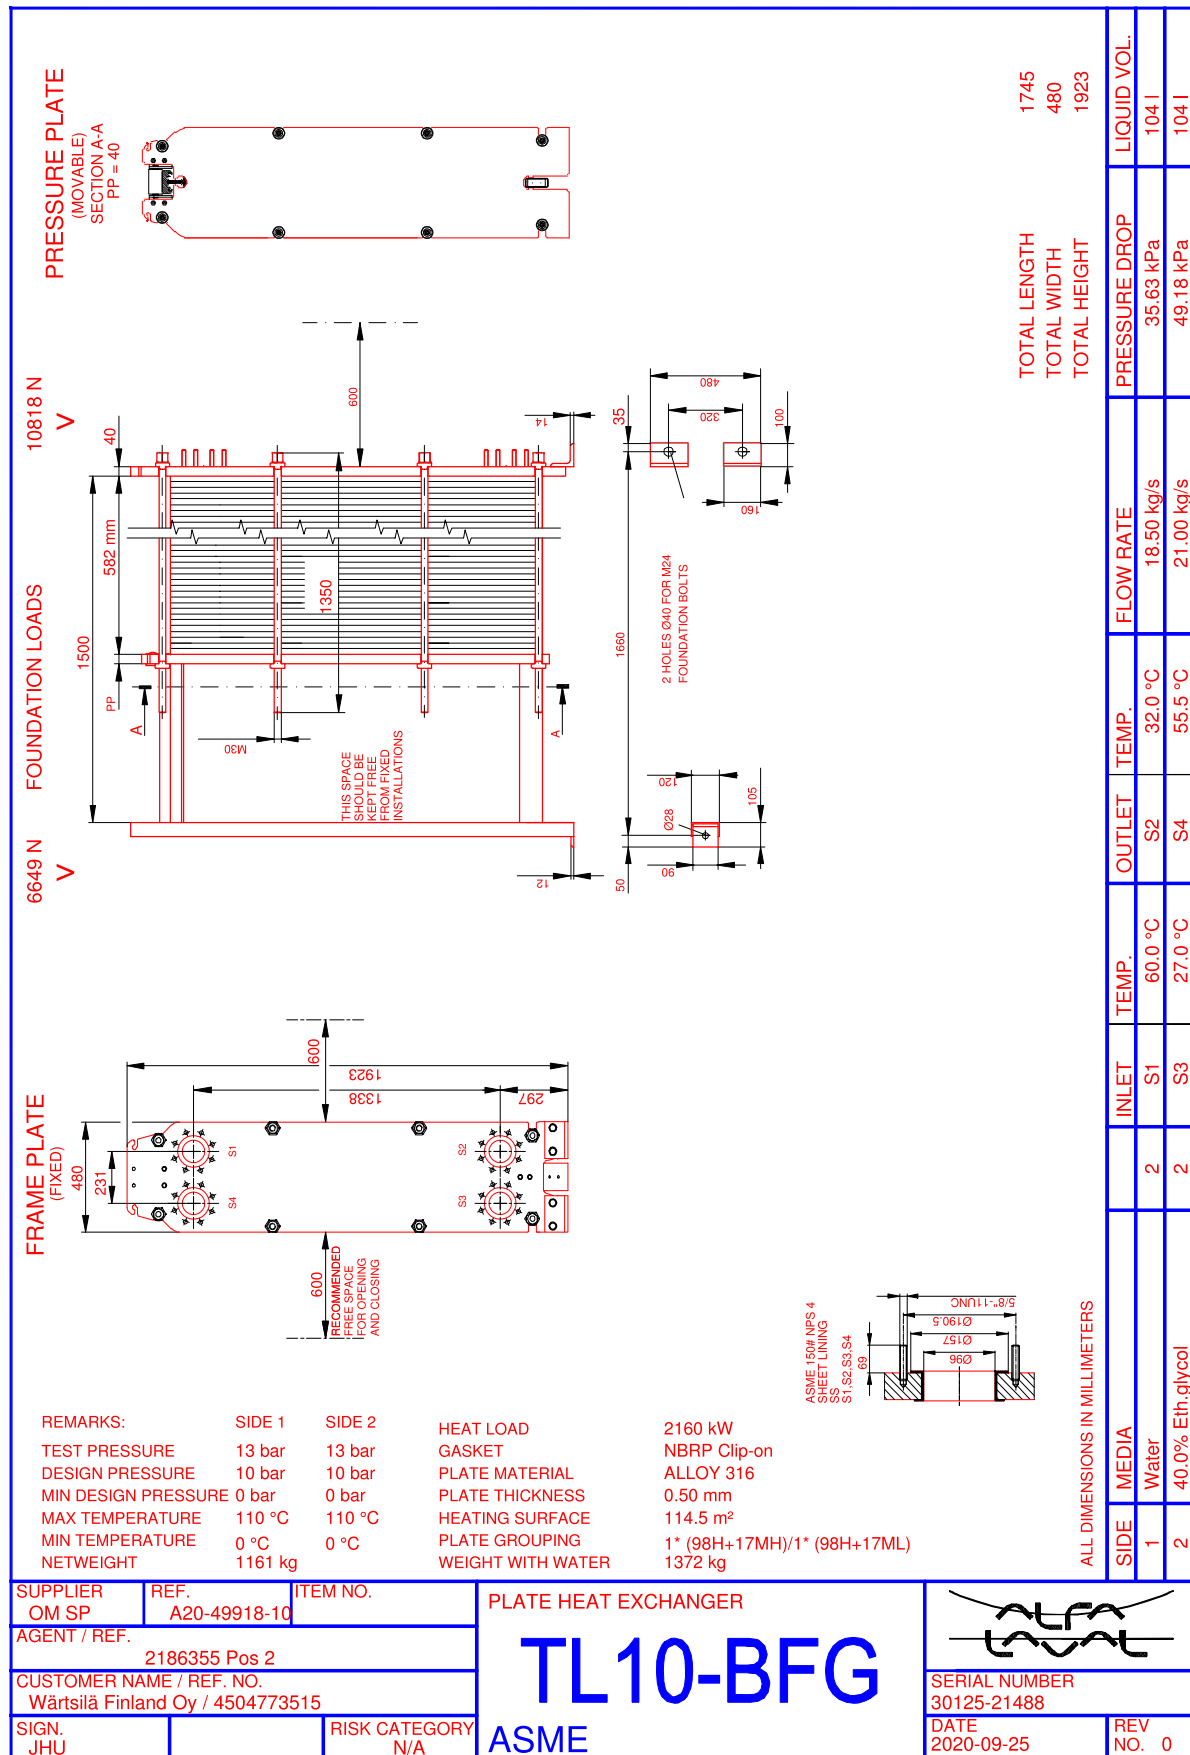 PRESSURE PLATE
(MOVABLE)
SECTION A-A
PP = 40
TOTAL LENGTH 1745
TOTAL WIDTH 480
TOTAL HEIGHT 1923
FOUNDATION LOADS
6649 N
V
10818 N
V
600
40
582 mm
1500
PP
A
A
M30
1350
14
12
THIS SPACE
SHOULD BE
KEPT FREE
FROM FIXED
INSTALLATIONS
480
320
35
100
160
1660
2 HOLES Ø40 FOR M24
FOUNDATION BOLTS
120
105
Ø28
90
50
FRAME PLATE
(FIXED)
480
231
600
1923
1338
297
S1
S2
S4
S3
600
RECOMMENDED
FREE SPACE
FOR OPENING
AND CLOSING
ASME 150# NPS 4
SHEET LINING
SS
S1,S2,S3,S4
69
5/8"-11UNC
Ø190.5
Ø157
Ø96
ALL DIMENSIONS IN MILLIMETERS
SIDE MEDIA INLET TEMP. OUTLET TEMP. FLOW RATE PRESSURE DROP LIQUID VOL.
1 Water 2 S1 60.0 °C S2 32.0 °C 18.50 kg/s 35.63 kPa 104 l
2 40.0% Eth.glycol 2 S3 27.0 °C S4 55.5 °C 21.00 kg/s 49.18 kPa 104 l
REMARKS: SIDE 1 SIDE 2
TEST PRESSURE 13 bar 13 bar
DESIGN PRESSURE 10 bar 10 bar
MIN DESIGN PRESSURE 0 bar 0 bar
MAX TEMPERATURE 110 °C 110 °C
MIN TEMPERATURE 0 °C 0 °C
NETWEIGHT 1161 kg
HEAT LOAD 2160 kW
GASKET NBRP Clip-on
PLATE MATERIAL ALLOY 316
PLATE THICKNESS 0.50 mm
HEATING SURFACE 114.5 m²
PLATE GROUPING 1* (98H+17MH)/1* (98H+17ML)
WEIGHT WITH WATER 1372 kg
SUPPLIER
OM SP
REF.
A20-49918-10
ITEM NO.
AGENT / REF.
2186355 Pos 2
CUSTOMER NAME / REF. NO.
Wärtsilä Finland Oy / 4504773515
SIGN.
JHU
RISK CATEGORY
N/A
PLATE HEAT EXCHANGER
TL10-BFG
ASME
ALFA
LAVAL
SERIAL NUMBER
30125-21488
DATE
2020-09-25
REV
NO. 0